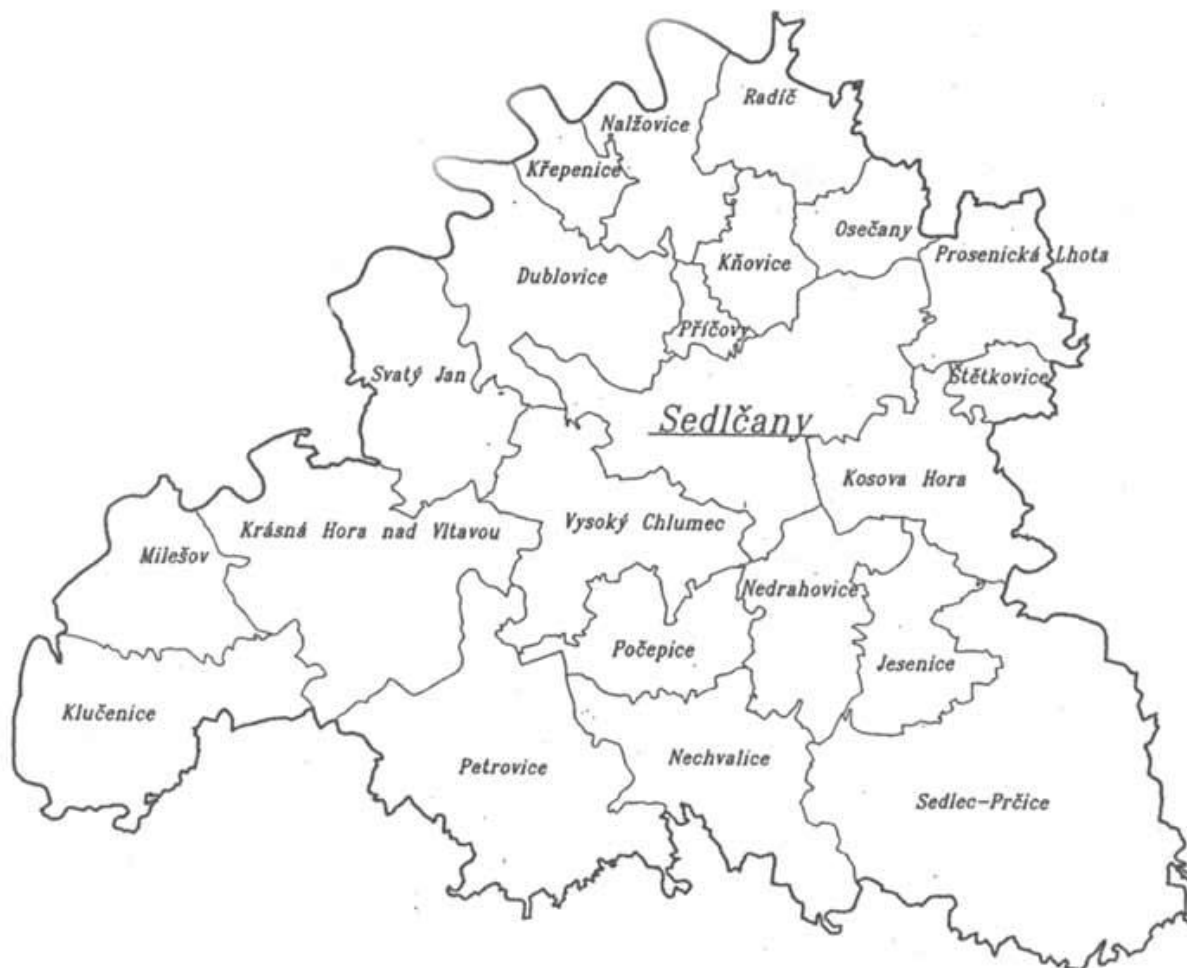 Radíč
Nalžovice
Křepenice
Osečany
Prosenická Lhota
Kňovice
Dublovice
Příčovy
Svatý Jan
Štětkovice
Sedlčany
Kosova Hora
Krásná Hora nad Vltavou
Vysoký Chlumec
Milešov
Nedrahovice
Počepice
Jesenice
Klučenice
Petrovice
Nechvalice
Sedlec-Prčice